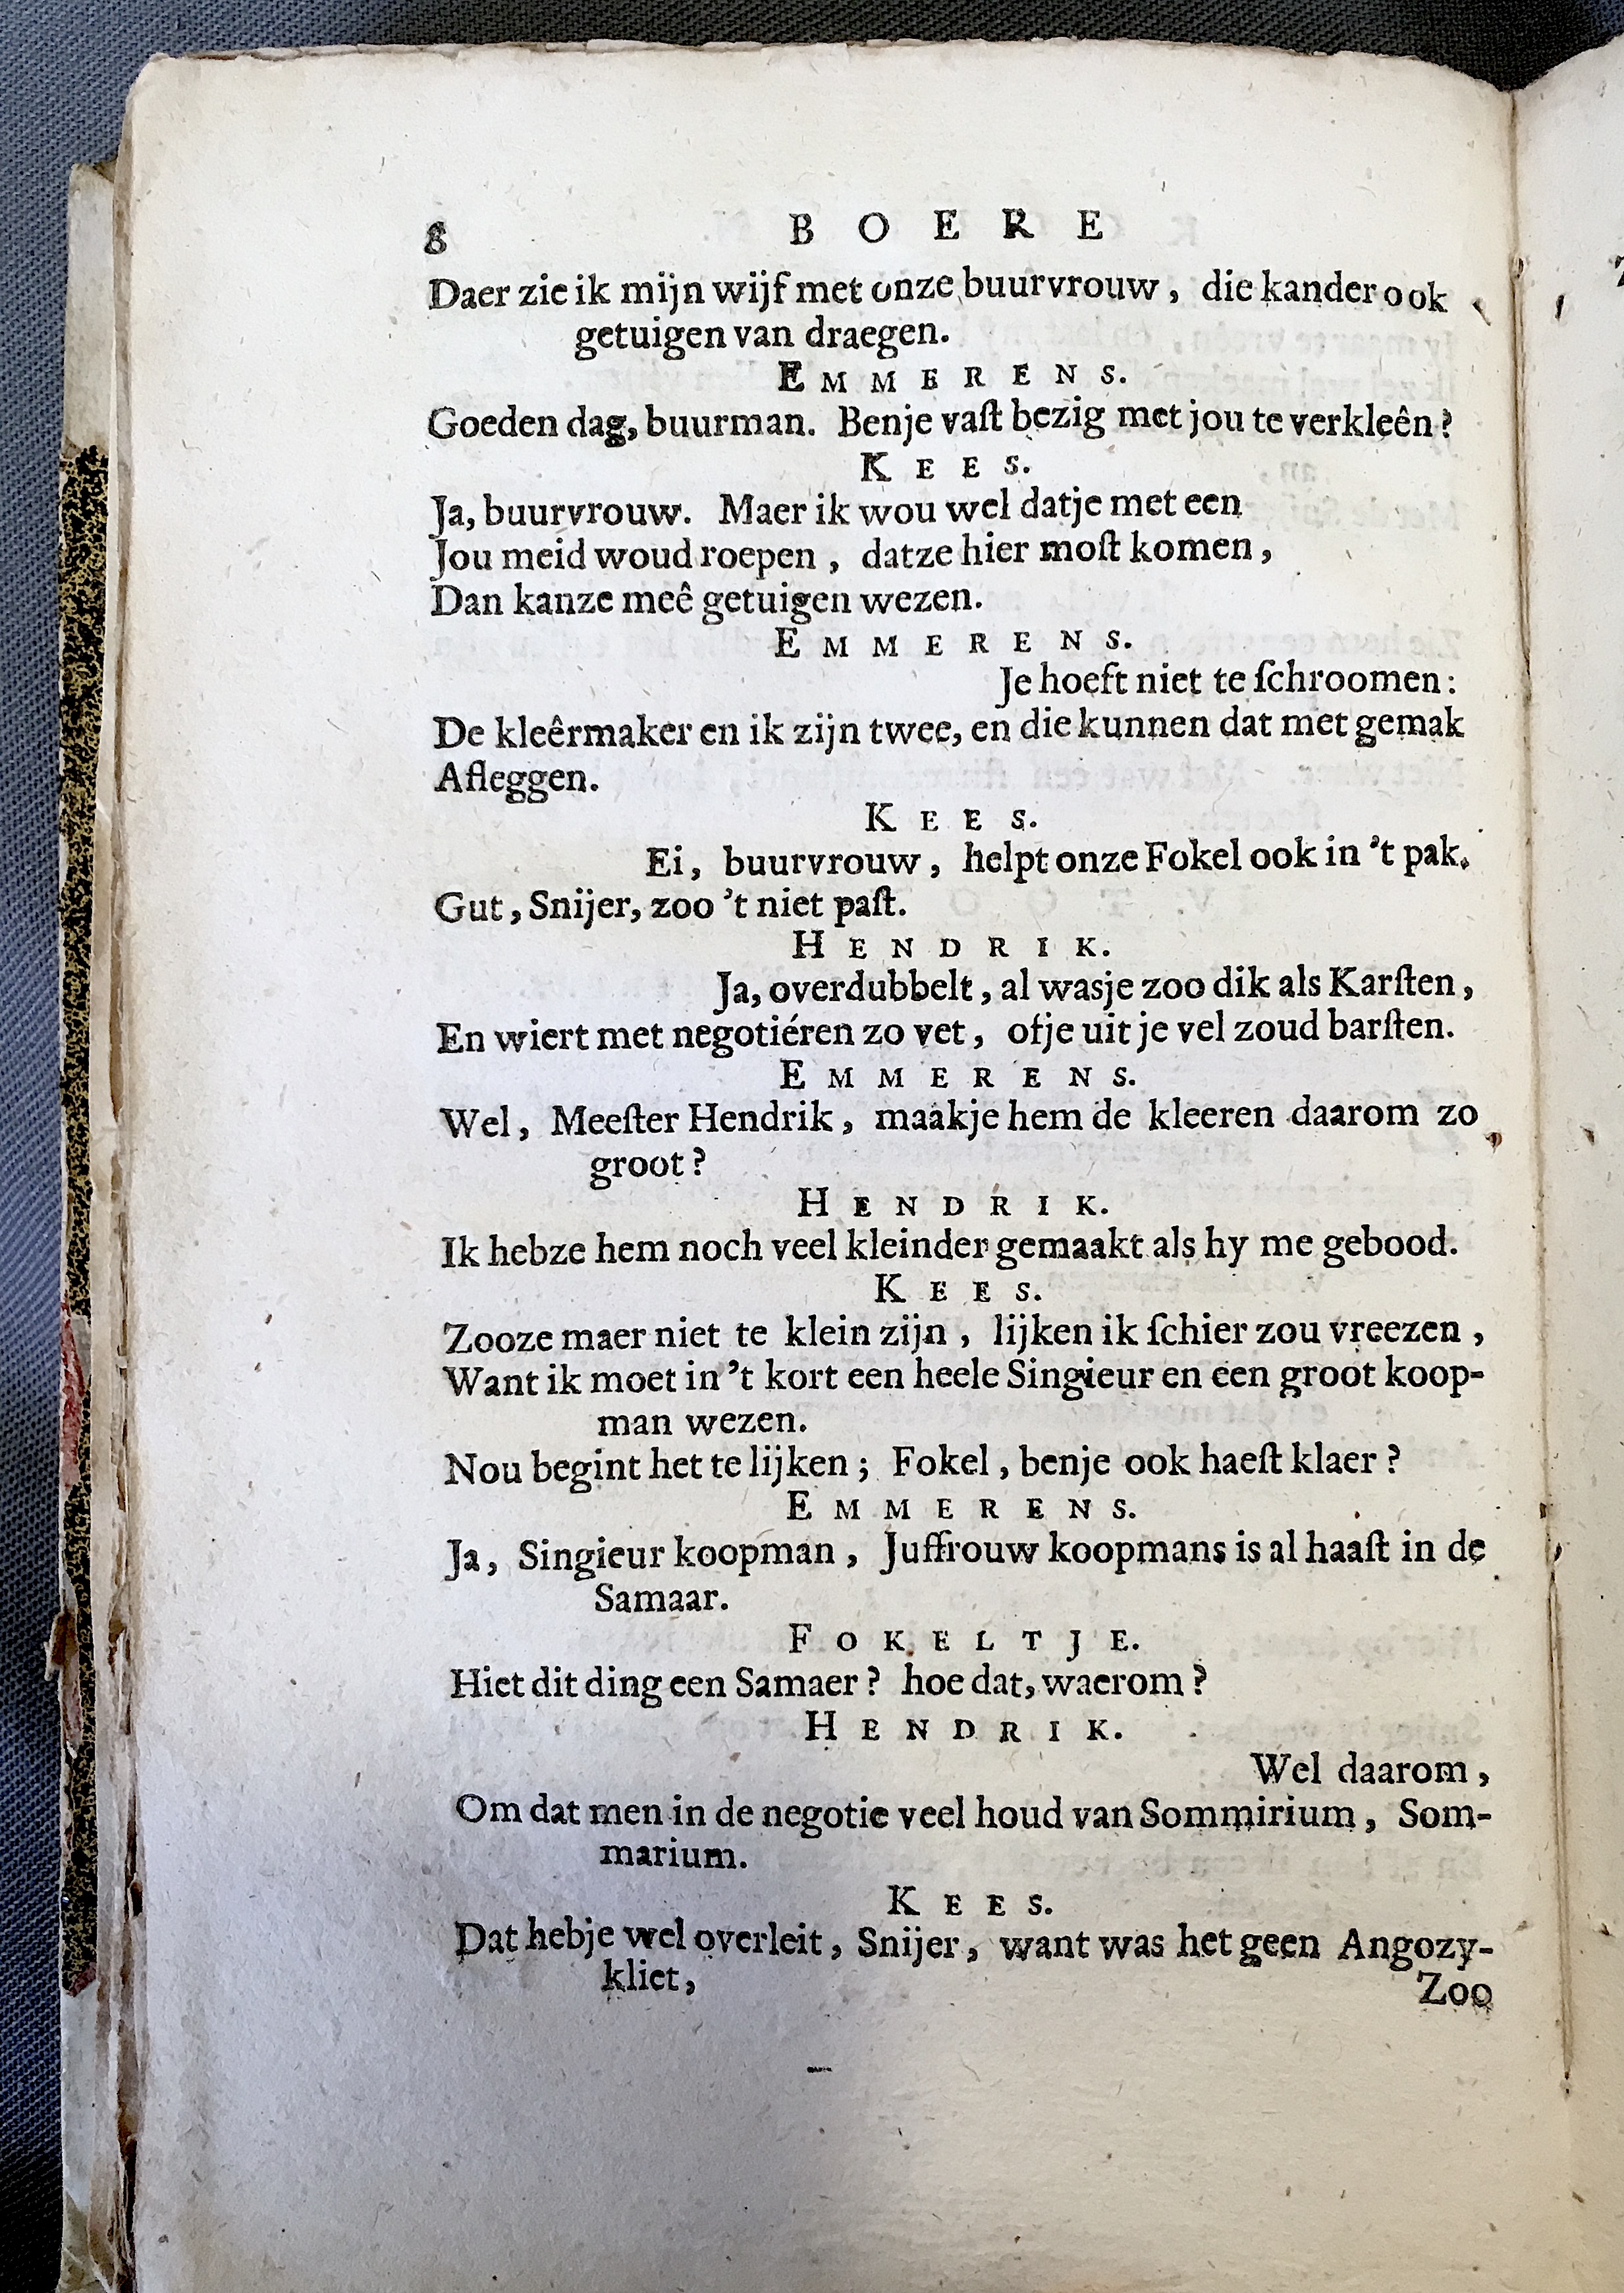 8 BOERE
Daer zie ik mijn wijf met onze buurvrouw, die kander ook
getuigen van draegen.
EMMERENS.
Goeden dag, buurman. Benje vaſt bezig met jou te verkleên?
KEES.
Ja, buurvrouw. Maer ik wou wel datje met een
Jou meid woud roepen, datze hier moſt komen,
Dan kanze meê getuigen wezen.
EMMERENS.
Je hoeft niet te ſchroomen:
De kleêrmaker en ik zijn twee, en die kunnen dat met gemak
Afleggen.
KEES.
Ei, buurvrouw, helpt onze Fokel ook in 't pak.
Gut, Snijer, zoo 't niet paſt.
HENDRIK.
Ja, overdubbelt, al wasje zoo dik als Karſten,
En wiert met negotiéren zo vet, ofje uit je vel zoud barſten.
EMMERENS.
Wel, Meeſter Hendrik, maakje hem de kleeren daarom zo
groot?
HENDRIK.
Ik hebze hem noch veel kleinder gemaakt als hy me gebood.
KEES.
Zooze maer niet te klein zijn, lijken ik ſchier zou vreezen,
Want ik moet in 't kort een heele Singieur en een groot koop-
man wezen.
Nou begint het te lijken; Fokel, benje ook haeſt klaer?
EMMERENS.
Ja, Singieur koopman, Juffrouw koopmans is al haaſt in de
Samaar.
FOKELTJE.
Hiet dit ding een Samaer? hoe dat, waerom?
HENDRIK.
Wel daarom,
Om dat men in de negotie veel houd van Sommirium, Som-
marium.
KEES.
Dat hebje wel overleit, Snijer, want was het geen Angozy-
kliet,
Zoo